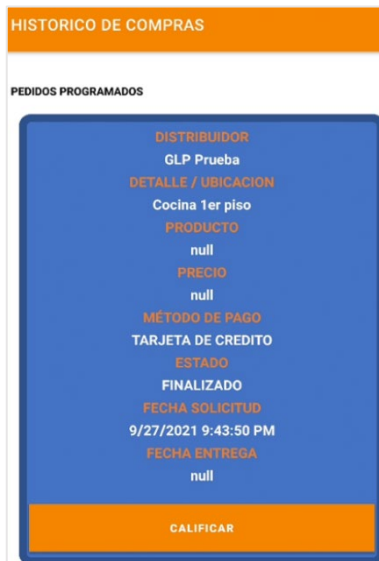 HISTORICO DE COMPRAS
PEDIDOS PROGRAMADOS
DISTRIBUIDOR
GLP Prueba
DETALLE / UBICACION
Cocina 1er piso
PRODUCTO
null
PRECIO
null
MÉTODO DE PAGO
TARJETA DE CREDITO
ESTADO
FINALIZADO
FECHA SOLICITUD
9/27/2021 9:43:50 PM
FECHA ENTREGA
null
CALIFICAR